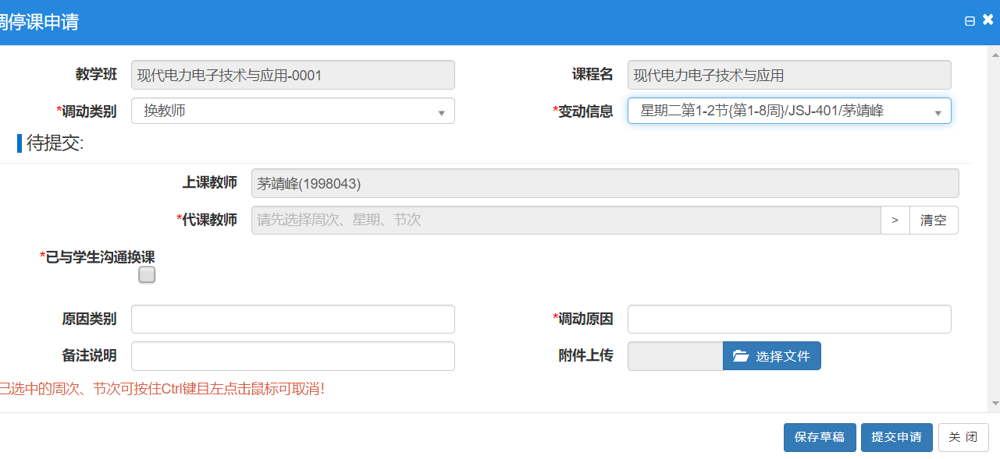 调停课申请
教学班 现代电力电子技术与应用-0001 课程名 现代电力电子技术与应用
*调动类别 换教师 *变动信息 星期二第1-2节{第1-8周}/JSJ-401/茅靖峰
待提交:
上课教师 茅靖峰(1998043)
*代课教师 请先选择周次、星期、节次 > 清空
*已与学生沟通换课
原因类别 *调动原因
备注说明 附件上传 选择文件
已选中的周次、节次可按住Ctrl键且左点击鼠标可取消!
保存草稿 提交申请 关 闭